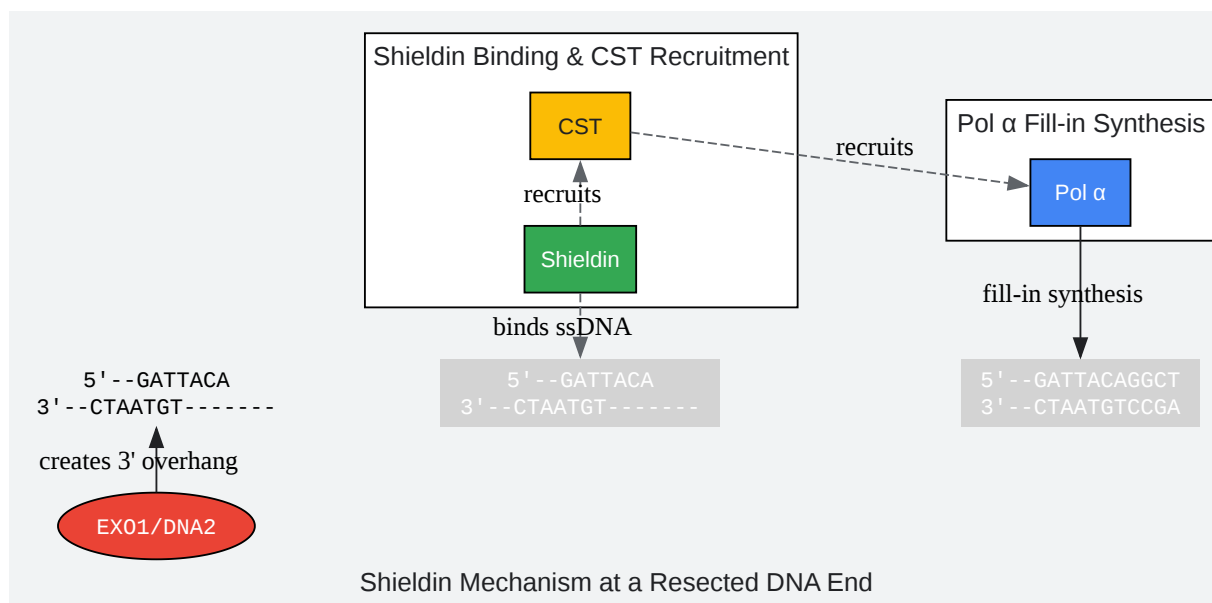 Shieldin Binding & CST Recruitment
CST
recruits
Shieldin
binds ssDNA
5'--GATTACA
3'--CTAATGT-------
Pol α Fill-in Synthesis
recruits
Pol α
fill-in synthesis
5'--GATTACAGGCT
3'--CTAATGTCCGA
5'--GATTACA
3'--CTAATGT-------
creates 3' overhang
EXO1/DNA2
Shieldin Mechanism at a Resected DNA End